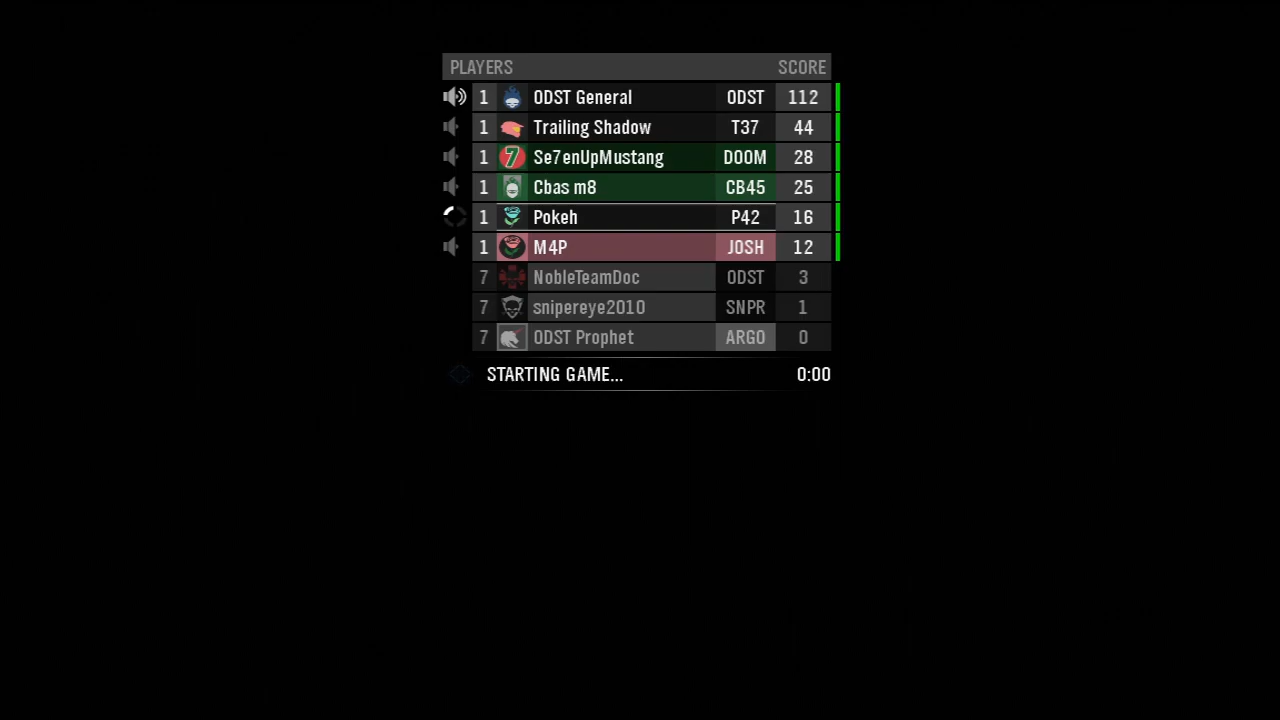 PLAYERS SCORE
1 ODST General ODST 112
1 Trailing Shadow T37 44
1 7 Se7enUpMustang DOOM 28
1 Cbas m8 CB45 25
1 Pokeh P42 16
1 M4P JOSH 12
7 NobleTeamDoc ODST 3
7 snipereye2010 SNPR 1
7 ODST Prophet ARGO 0
STARTING GAME... 0:00